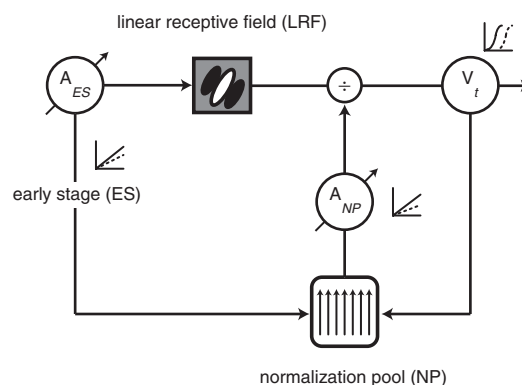 linear receptive field (LRF)
A ES
÷
V t
early stage (ES)
A NP
normalization pool (NP)